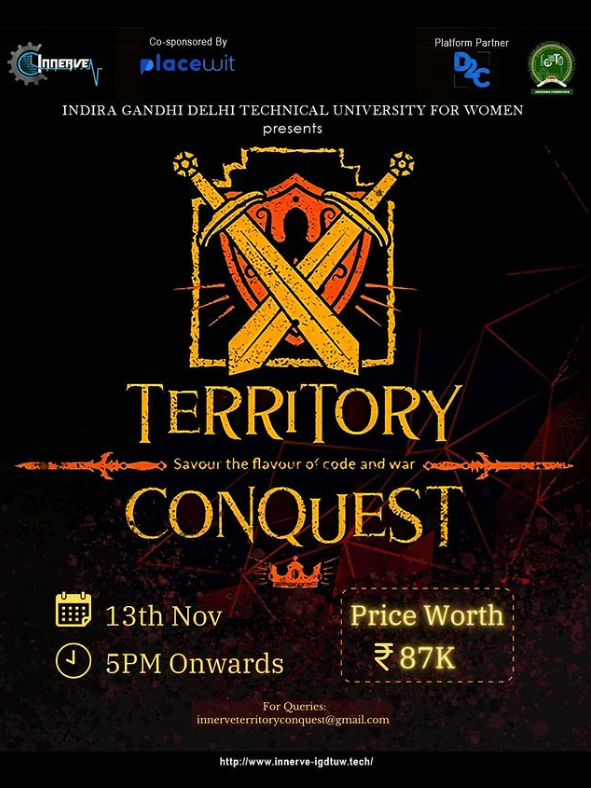 INNERVE
Co-sponsored By
placewit
Platform Partner
D2C
INDIRA GANDHI DELHI TECHNICAL UNIVERSITY FOR WOMEN
presents
TERRITORY
Savour the flavour of code and war
CONQUEST
13th Nov
5PM Onwards
Price Worth
₹ 87K
For Queries:
innerveterritoryconquest@gmail.com
http://www.innerve-igdtuw.tech/